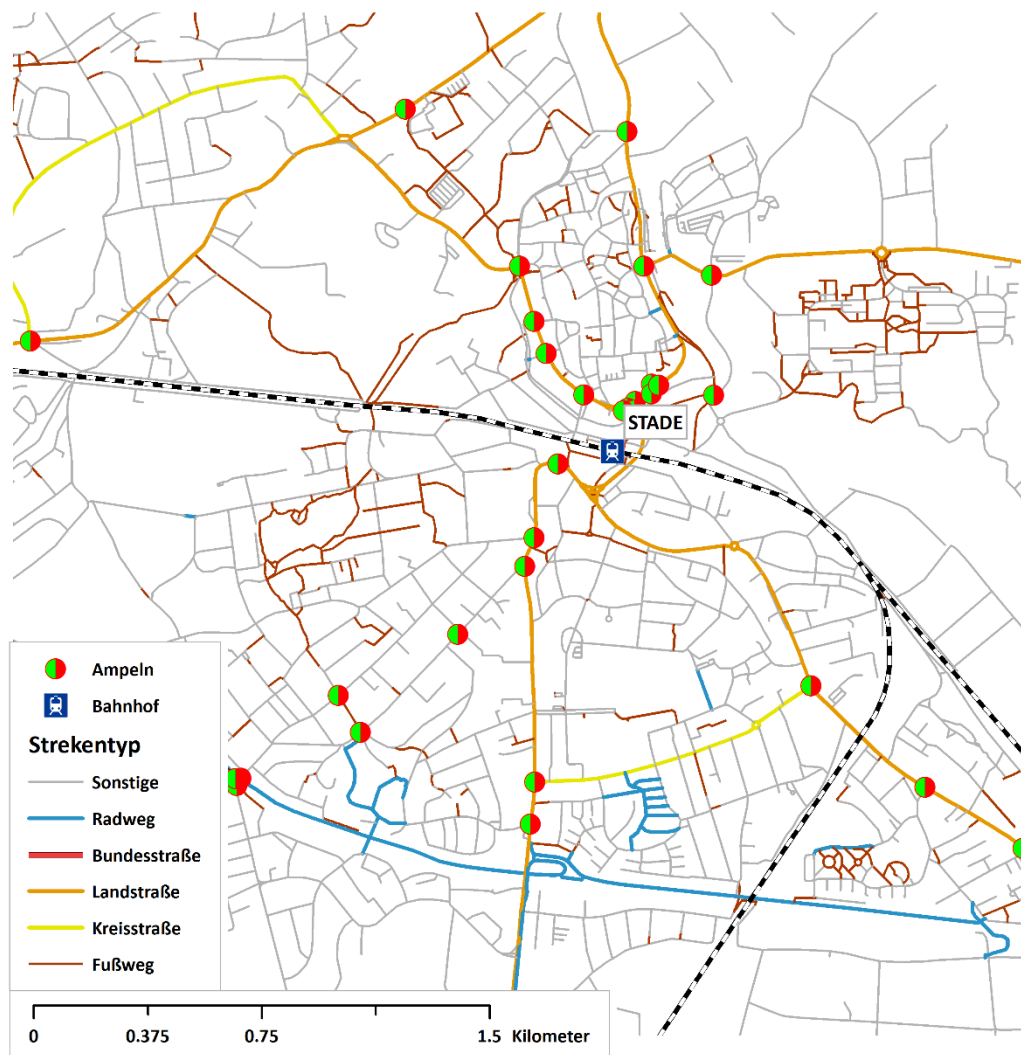 STADE
Ampeln
Bahnhof
Strekentyp
Sonstige
Radweg
Bundesstraße
Landstraße
Kreisstraße
Fußweg
0 0.375 0.75 1.5 Kilometer